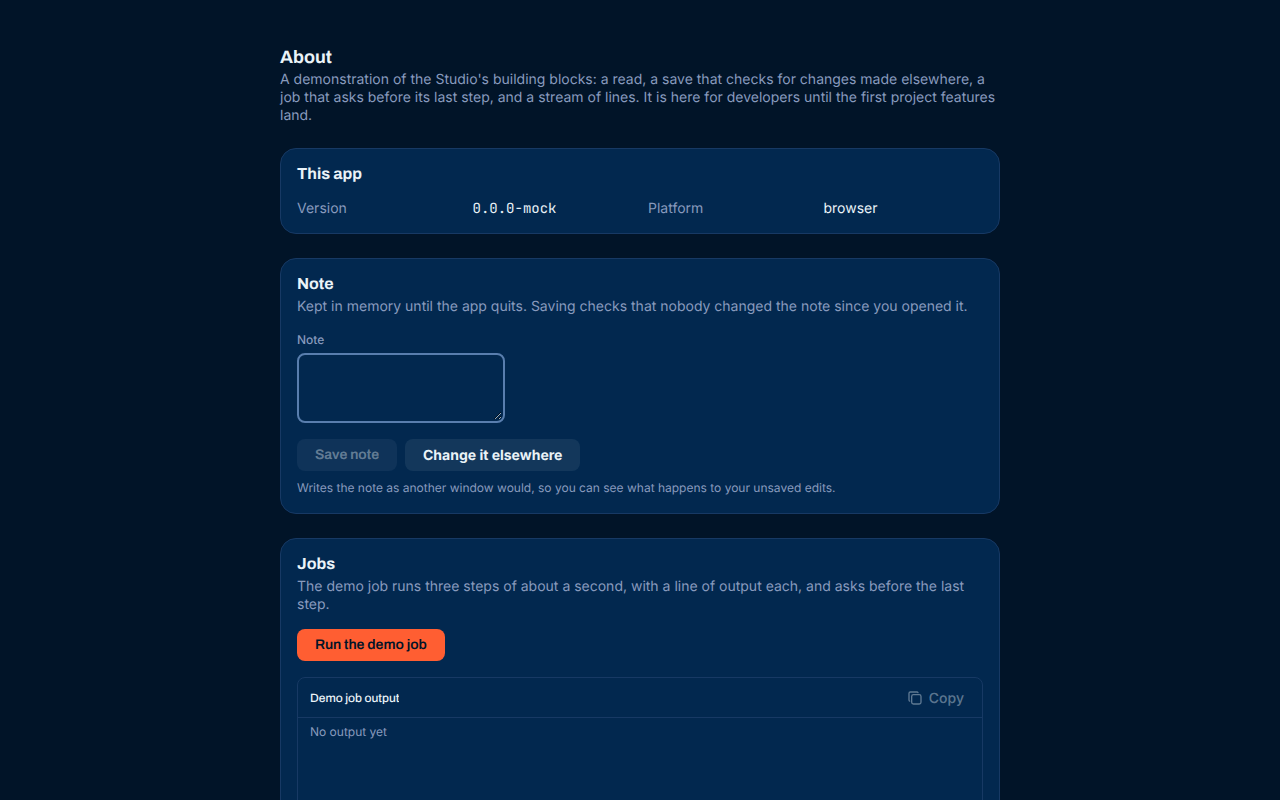 About
A demonstration of the Studio's building blocks: a read, a save that checks for changes made elsewhere, a
job that asks before its last step, and a stream of lines. It is here for developers until the first project features
land.
This app
Version 0.0.0-mock Platform browser
Note
Kept in memory until the app quits. Saving checks that nobody changed the note since you opened it.
Note
Save note Change it elsewhere
Writes the note as another window would, so you can see what happens to your unsaved edits.
Jobs
The demo job runs three steps of about a second, with a line of output each, and asks before the last
step.
Run the demo job
Demo job output Copy
No output yet